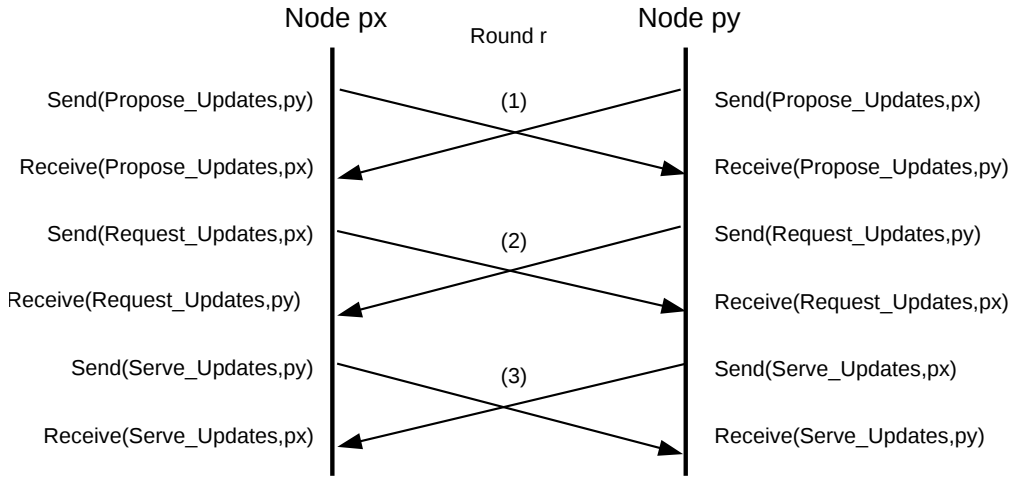 Node px
Node py
Round r
Send(Propose_Updates,py)
(1)
Send(Propose_Updates,px)
Receive(Propose_Updates,px)
Receive(Propose_Updates,py)
Send(Request_Updates,px)
(2)
Send(Request_Updates,py)
Receive(Request_Updates,py)
Receive(Request_Updates,px)
Send(Serve_Updates,py)
(3)
Send(Serve_Updates,px)
Receive(Serve_Updates,px)
Receive(Serve_Updates,py)